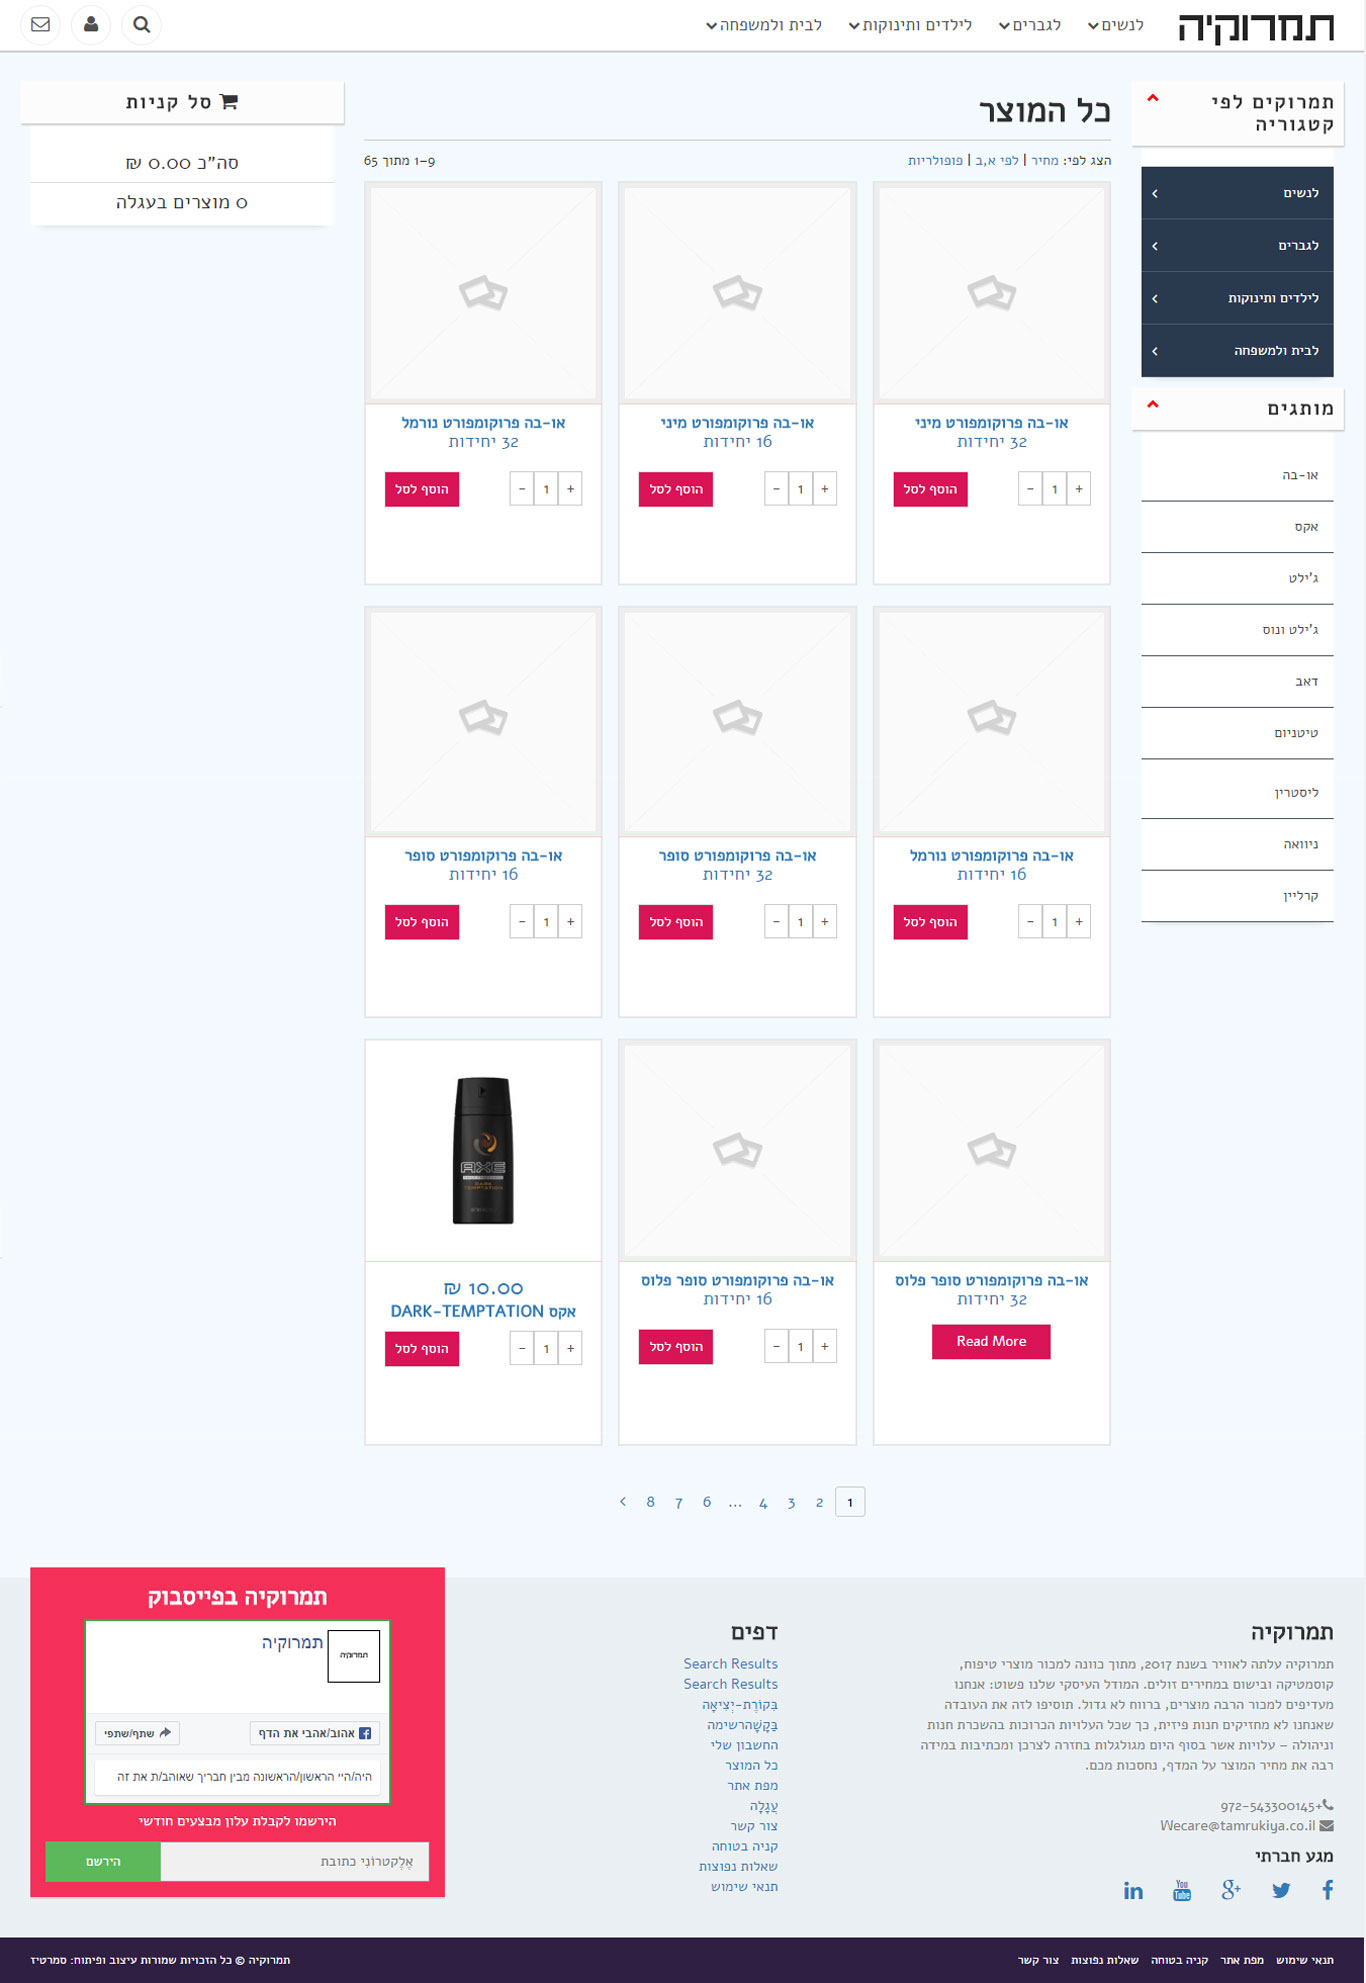 תמרוקיה
לנשים
לגברים
לילדים ותינוקות
לבית ולמשפחה
תמרוקים לפי
קטגוריה
לנשים
לגברים
לילדים ותינוקות
לבית ולמשפחה
מותגים
או-בה
אקס
ג'ילט
ג'ילט ונוס
דאב
טיטניום
ליסטרין
ניוואה
קרליין
כל המוצר
הצג לפי: מחיר | לפי א,ב | פופולריות
1–9 מתוך 65
או-בה פרוקומפורט מיני
32 יחידות
+ 1 -
הוסף לסל
או-בה פרוקומפורט מיני
16 יחידות
+ 1 -
הוסף לסל
או-בה פרוקומפורט נורמל
32 יחידות
+ 1 -
הוסף לסל
או-בה פרוקומפורט נורמל
16 יחידות
+ 1 -
הוסף לסל
או-בה פרוקומפורט סופר
32 יחידות
+ 1 -
הוסף לסל
או-בה פרוקומפורט סופר
16 יחידות
+ 1 -
הוסף לסל
או-בה פרוקומפורט סופר פלוס
32 יחידות
Read More
או-בה פרוקומפורט סופר פלוס
16 יחידות
+ 1 -
הוסף לסל
AXE
DARK
TEMPTATION
10.00 ₪
אקס DARK-TEMPTATION
+ 1 -
הוסף לסל
1 2 3 4 ... 6 7 8
סל קניות
סה"כ 0.00 ₪
0 מוצרים בעגלה
תמרוקיה
תמרוקיה עלתה לאוויר בשנת 2017, מתוך כוונה למכור מוצרי טיפוח,
קוסמטיקה ובישום במחירים זולים. המודל העיסקי שלנו פשוט: אנחנו
מעדיפים למכור הרבה מוצרים, ברווח לא גדול. תוסיפו לזה את העובדה
שאנחנו לא מחזיקים חנות פיזית, כך שכל העלויות הכרוכות בהשכרת חנות
וניהולה – עלויות אשר בסוף היום מגולגלות בחזרה לצרכן ומכתיבות במידה
רבה את מחיר המוצר על המדף, נחסכות מכם.
972-543300145+
Wecare@tamrukiya.co.il
מגע חברתי
דפים
Search Results
Search Results
בִּקוֹרֶת-יְצִיאָה
בַּקָשָׁהרשימה
החשבון שלי
כל המוצר
מפת אתר
עֲגָלָה
צור קשר
קניה בטוחה
שאלות נפוצות
תנאי שימוש
תמרוקיה בפייסבוק
תמרוקיה
תמרוקיה
אהוב/אהבי את הדף
שתף/שתפי
היה/היי הראשון/הראשונה מבין חבריך שאוהב/ת את זה
הירשמו לקבלת עלון מבצעים חודשי
אֶלֶקטרוֹנִי כתובת
הירשם
תנאי שימוש
מפת אתר
קניה בטוחה
שאלות נפוצות
צור קשר
תמרוקיה © כל הזכויות שמורות עיצוב ופיתוח: סמרטיז